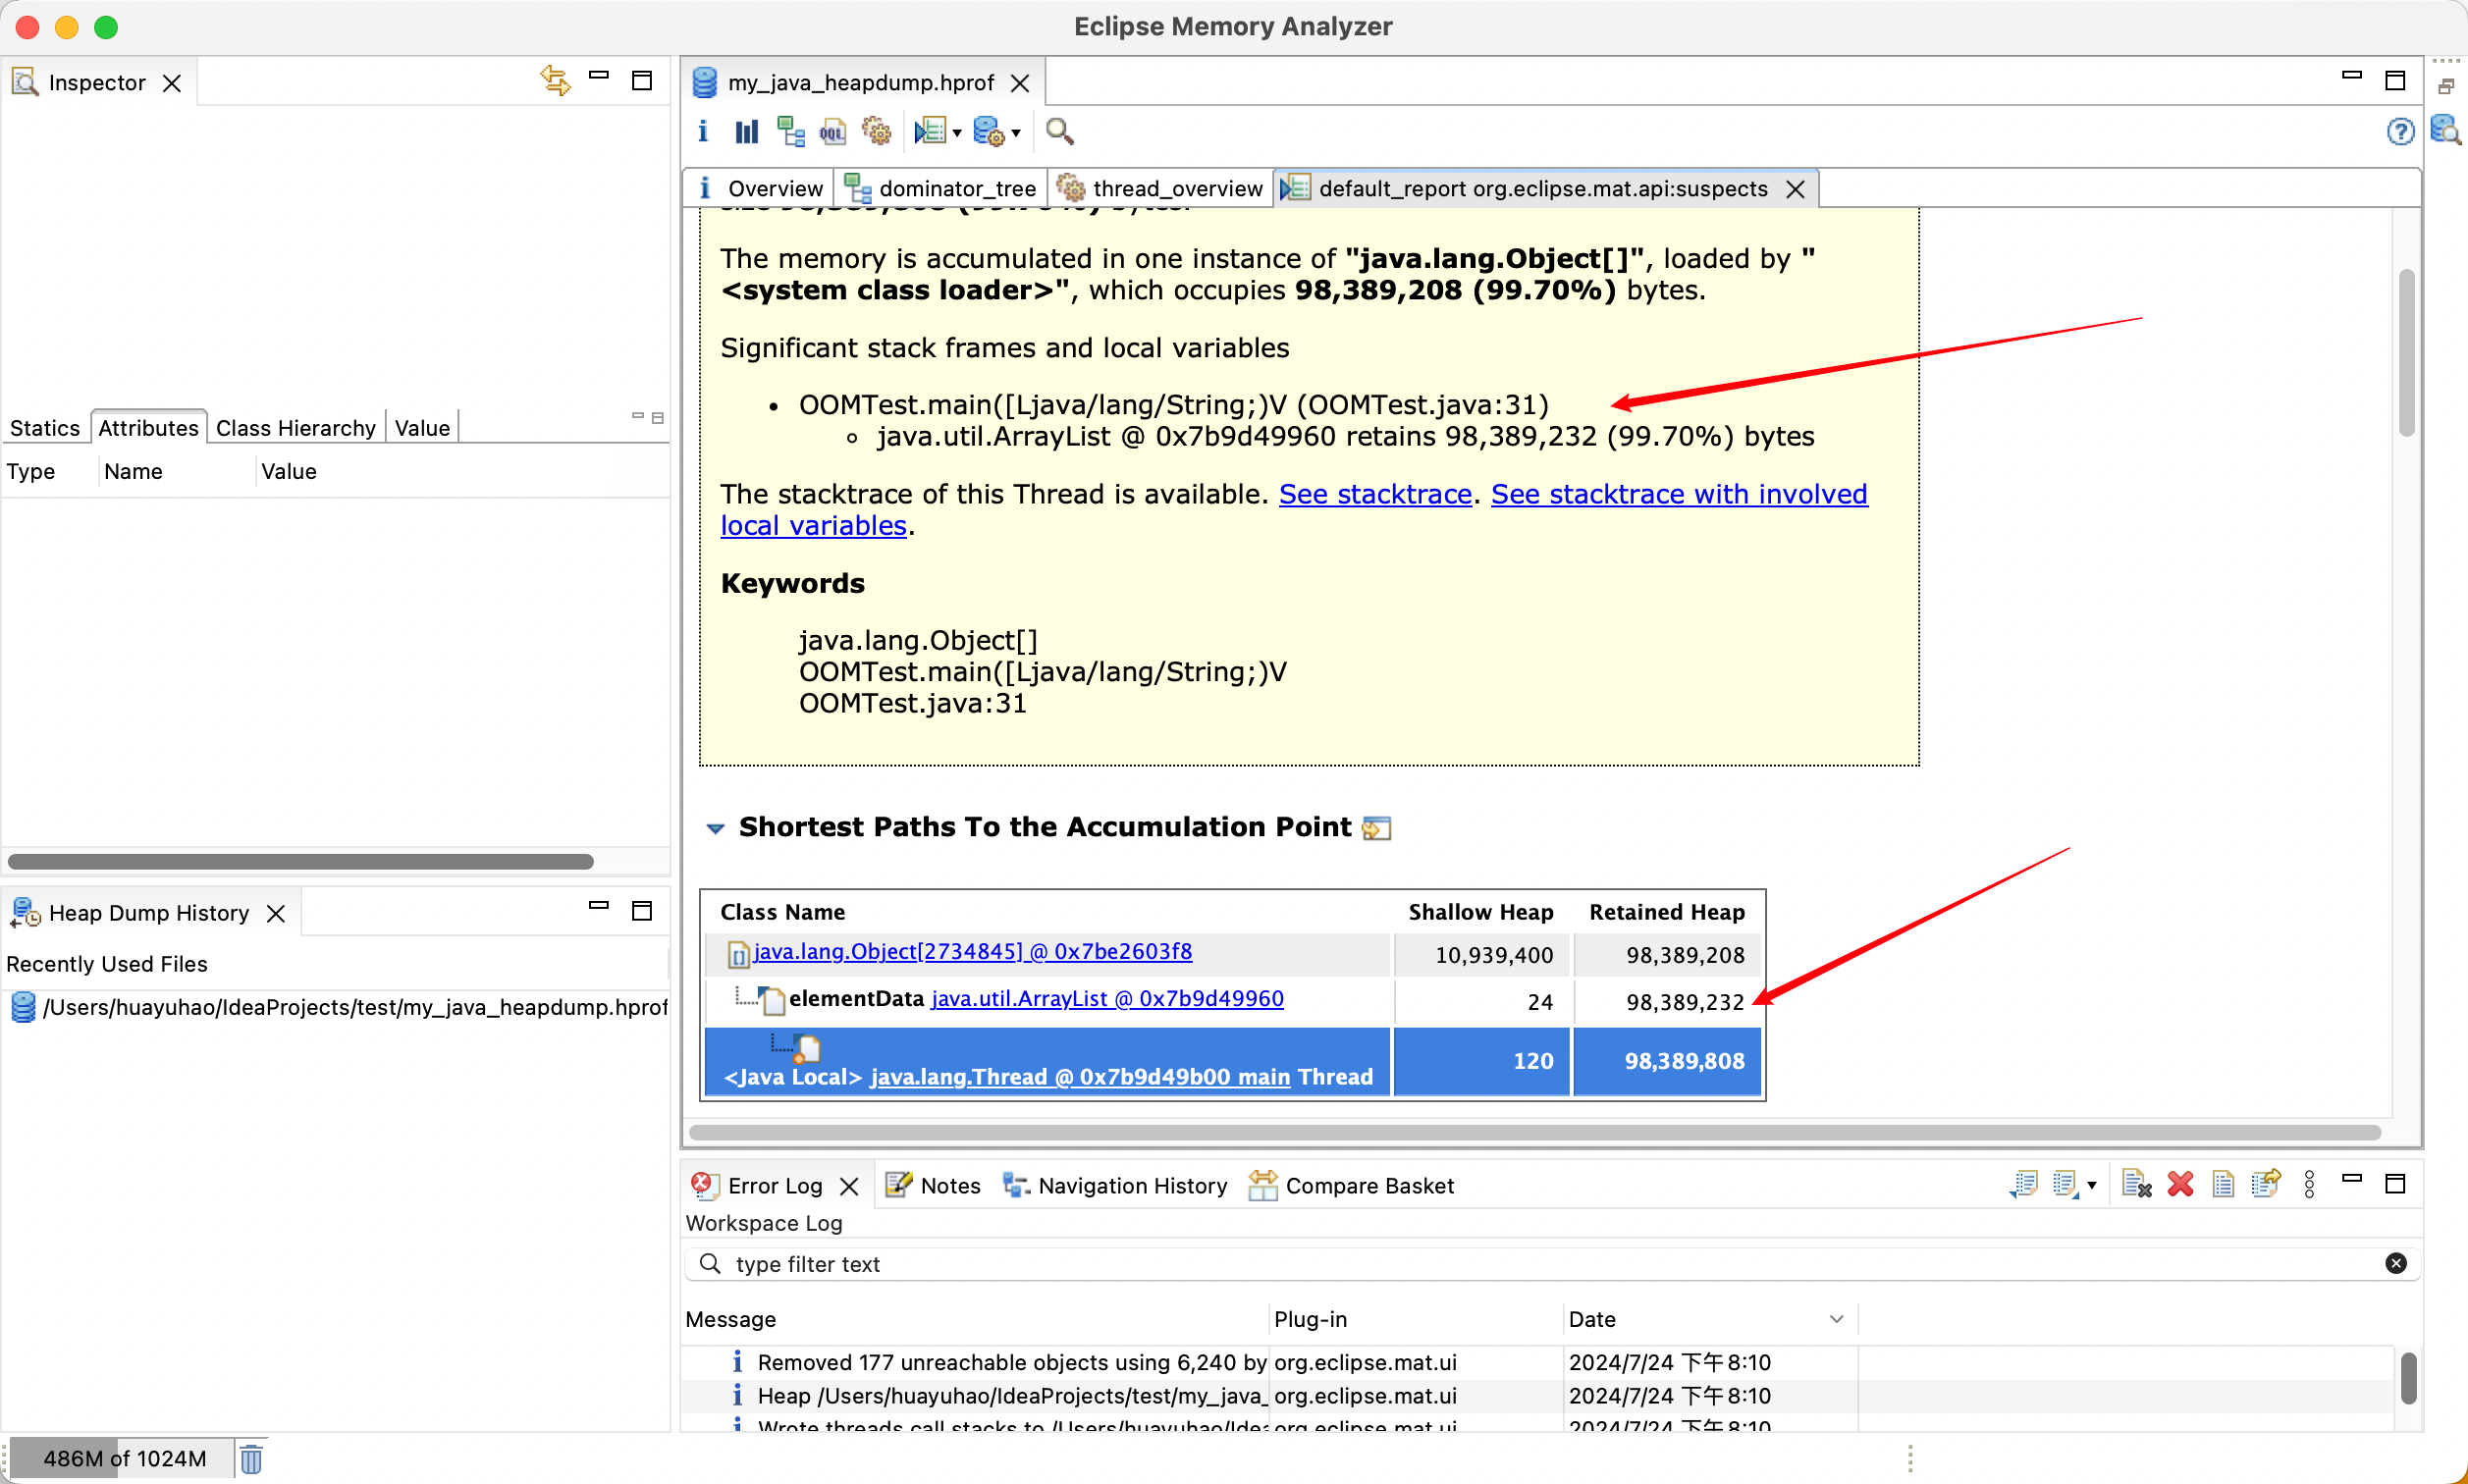 Eclipse Memory Analyzer
Inspector
Statics Attributes Class Hierarchy Value
Type Name Value
Heap Dump History
Recently Used Files
/Users/huayuhao/IdeaProjects/test/my_java_heapdump.hprof
486M of 1024M
my_java_heapdump.hprof
OQL
Overview dominator_tree thread_overview default_report org.eclipse.mat.api:suspects
The memory is accumulated in one instance of "java.lang.Object[]", loaded by "
<system class loader>", which occupies 98,389,208 (99.70%) bytes.
Significant stack frames and local variables
• OOMTest.main([Ljava/lang/String;)V (OOMTest.java:31)
◦ java.util.ArrayList @ 0x7b9d49960 retains 98,389,232 (99.70%) bytes
The stacktrace of this Thread is available. See stacktrace. See stacktrace with involved
local variables.
Keywords
java.lang.Object[]
OOMTest.main([Ljava/lang/String;)V
OOMTest.java:31
Shortest Paths To the Accumulation Point
Class Name Shallow Heap Retained Heap
java.lang.Object[2734845] @ 0x7be2603f8 10,939,400 98,389,208
elementData java.util.ArrayList @ 0x7b9d49960 24 98,389,232
<Java Local> java.lang.Thread @ 0x7b9d49b00 main Thread 120 98,389,808
Error Log Notes Navigation History Compare Basket
Workspace Log
type filter text
Message Plug-in Date
Removed 177 unreachable objects using 6,240 by org.eclipse.mat.ui 2024/7/24 下午8:10
Heap /Users/huayuhao/IdeaProjects/test/my_java_ org.eclipse.mat.ui 2024/7/24 下午8:10
Wrote threads call stacks to /Users/huayuhao/Idea org.eclipse.mat.ui 2024/7/24 下午8:10